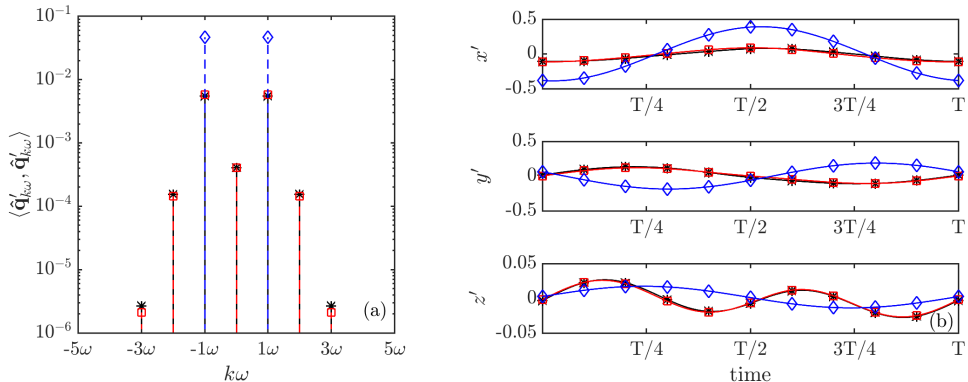 10⁻¹
10⁻²
10⁻³
10⁻⁴
10⁻⁵
10⁻⁶
⟨q̂′ₖω, q̂′ₖω⟩
-5ω -3ω -1ω 1ω 3ω 5ω
kω
(a)
0.5
0
-0.5
x′
T/4 T/2 3T/4 T
0.5
0
-0.5
y′
T/4 T/2 3T/4 T
0.05
0
-0.05
z′
(b)
T/4 T/2 3T/4 T
time